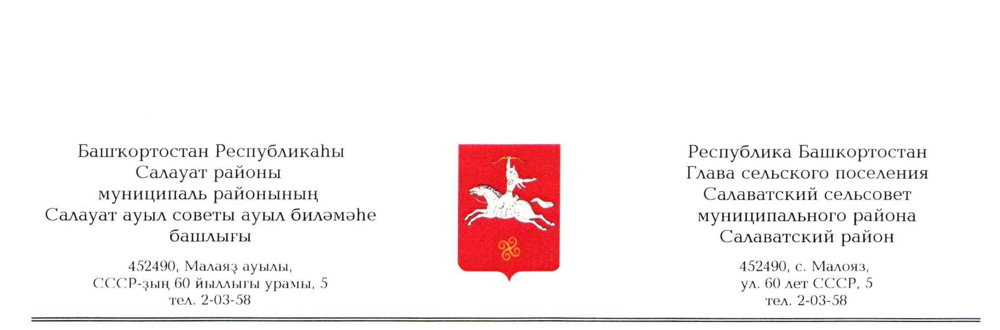 Башҡортостан Республикаһы
Салауат районы
муниципаль районының
Салауат ауыл советы ауыл биләмәһе
башлығы
452490, Малаяҙ ауылы,
СССР-ҙың 60 йыллығы урамы, 5
тел. 2-03-58
Республика Башкортостан
Глава сельского поселения
Салаватский сельсовет
муниципального района
Салаватский район
452490, с. Малояз,
ул. 60 лет СССР, 5
тел. 2-03-58